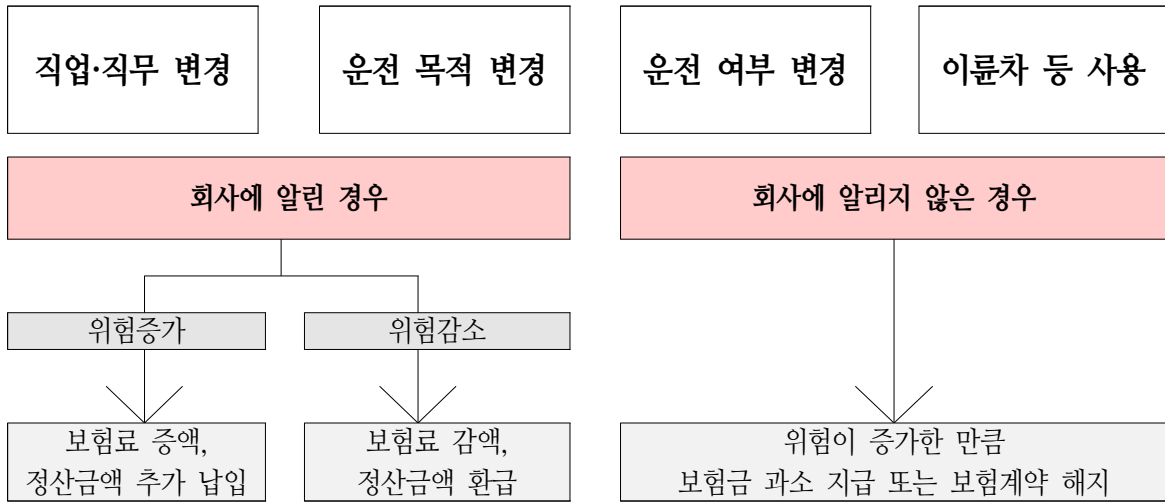 직업·직무 변경
운전 목적 변경
운전 여부 변경
이륜차 등 사용
회사에 알린 경우
회사에 알리지 않은 경우
위험증가
위험감소
보험료 증액,
정산금액 추가 납입
보험료 감액,
정산금액 환급
위험이 증가한 만큼
보험금 과소 지급 또는 보험계약 해지